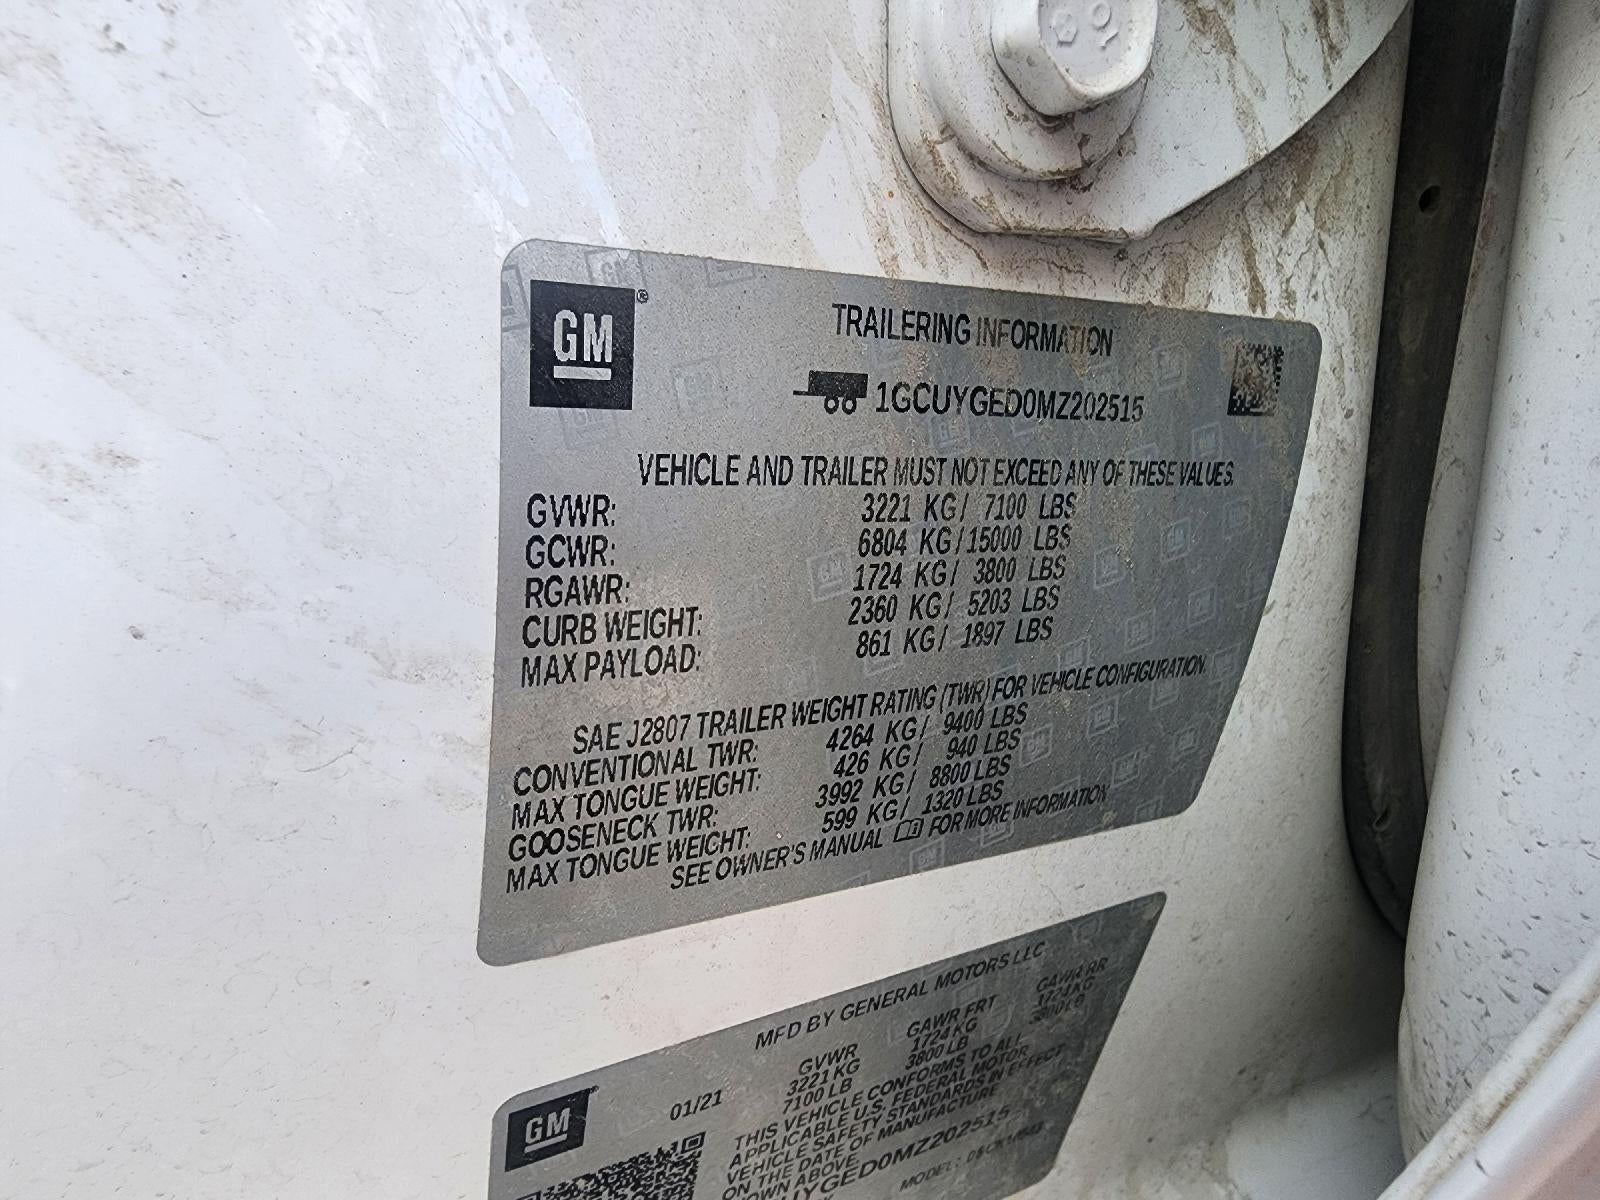 GM®
TRAILERING INFORMATION
1GCUYGED0MZ202515
VEHICLE AND TRAILER MUST NOT EXCEED ANY OF THESE VALUES.
GVWR: 3221 KG/ 7100 LBS
GCWR: 6804 KG/15000 LBS
RGAWR: 1724 KG/ 3800 LBS
CURB WEIGHT: 2360 KG/ 5203 LBS
MAX PAYLOAD: 861 KG/ 1897 LBS
SAE J2807 TRAILER WEIGHT RATING (TWR) FOR VEHICLE CONFIGURATION.
CONVENTIONAL TWR: 4264 KG/ 9400 LBS
MAX TONGUE WEIGHT: 426 KG/ 940 LBS
GOOSENECK TWR: 3992 KG/ 8800 LBS
MAX TONGUE WEIGHT: 599 KG/ 1320 LBS
SEE OWNER'S MANUAL FOR MORE INFORMATION
GM
MFD BY GENERAL MOTORS LLC
01/21 GVWR GAWR FRT GAWR RR
3221 KG 1724 KG 1724 KG
7100 LB 3800 LB 3800 LB
THIS VEHICLE CONFORMS TO ALL
APPLICABLE U.S. FEDERAL MOTOR
VEHICLE SAFETY STANDARDS IN EFFECT
ON THE DATE OF MANUFACTURE
SHOWN ABOVE.
UYGED0MZ202515
MODEL: